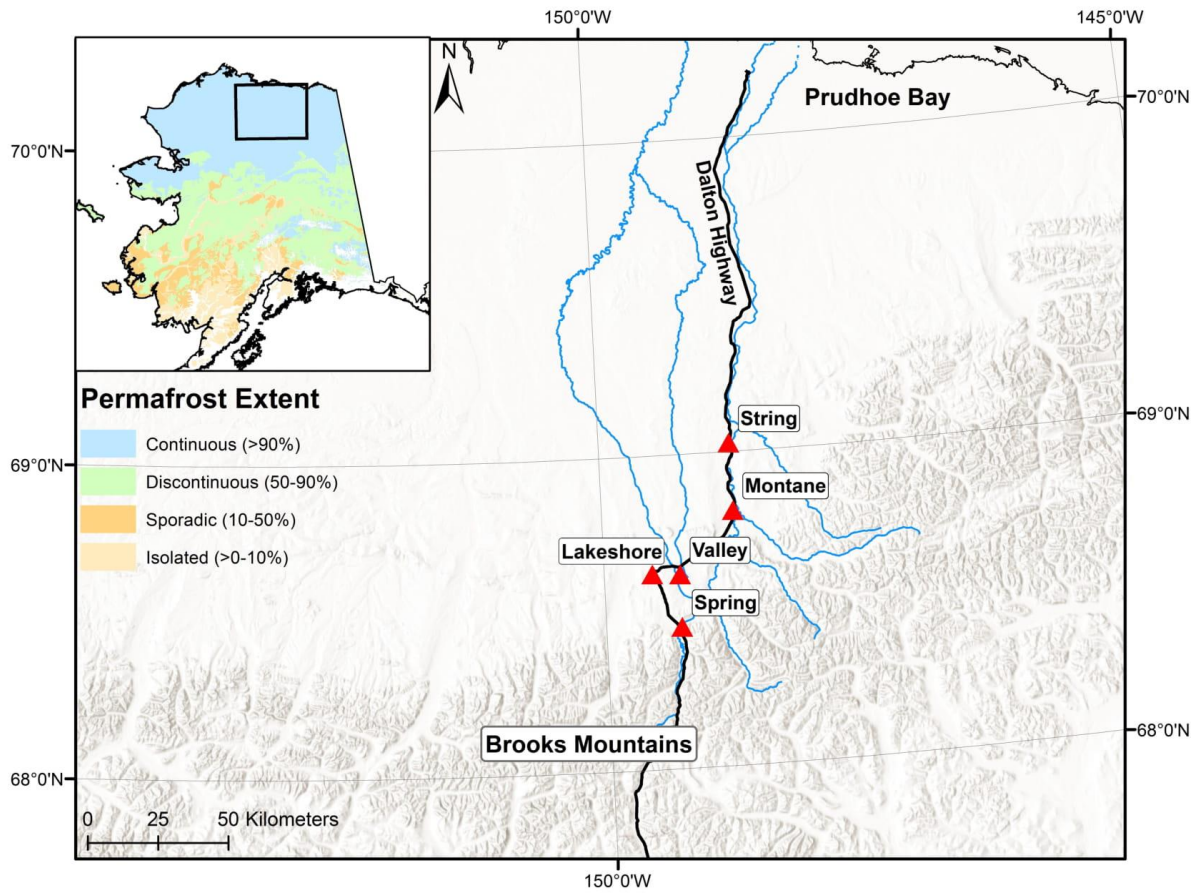 150°0'W
145°0'W
N
Prudhoe Bay
70°0'N
70°0'N
Dalton Highway
Permafrost Extent
Continuous (>90%)
Discontinuous (50-90%)
Sporadic (10-50%)
Isolated (>0-10%)
String
69°0'N
69°0'N
Montane
Lakeshore
Valley
Spring
Brooks Mountains
68°0'N
68°0'N
0 25 50 Kilometers
150°0'W